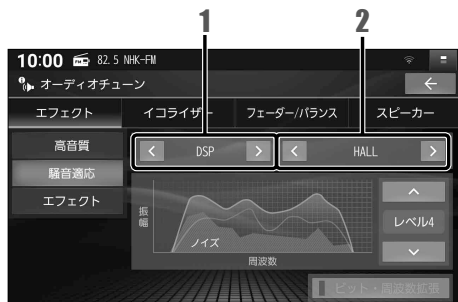 1 2
10:00 82.5 NHK-FM
オーディオチューン
エフェクト イコライザー フェーダー/バランス スピーカー
高音質
DSP HALL
騒音適応
エフェクト
振幅
レベル4
ノイズ
周波数
ビット・周波数拡張